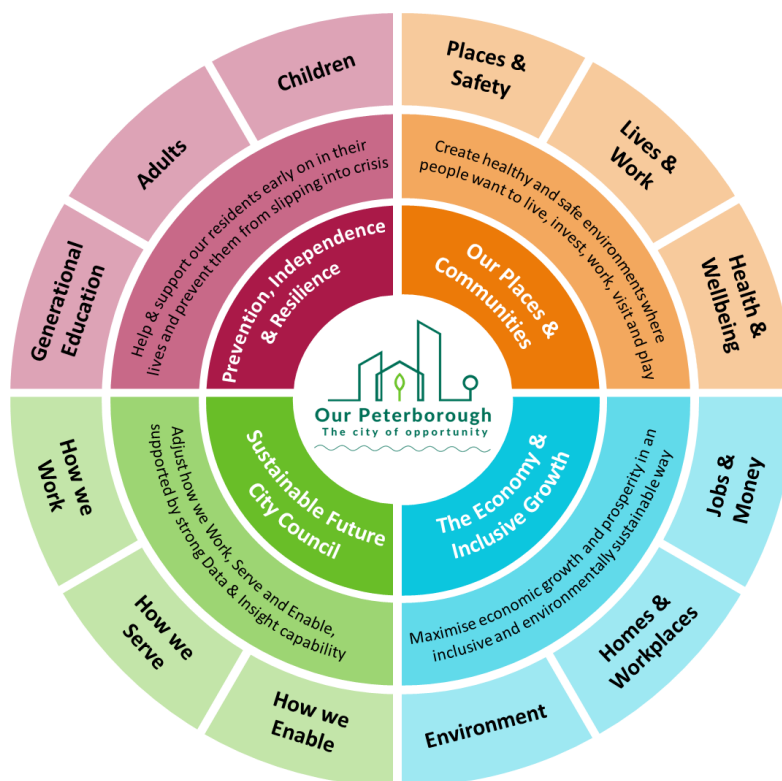 Children
Adults
Generational
Education
Help & support our residents early on in their
lives and prevent them from slipping into crisis
Prevention, Independence
& Resilience
Places &
Safety
Lives &
Work
Health &
Wellbeing
Create healthy and safe environments where
people want to live, invest, work, visit and play
Our Places &
Communities
Our Peterborough
The city of opportunity
How we
Work
How we
Serve
How we
Enable
Adjust how we Work, Serve and Enable,
supported by strong Data & Insight capability
Sustainable Future
City Council
The Economy &
Inclusive Growth
Maximise economic growth and prosperity in an
inclusive and environmentally sustainable way
Jobs &
Money
Homes &
Workplaces
Environment